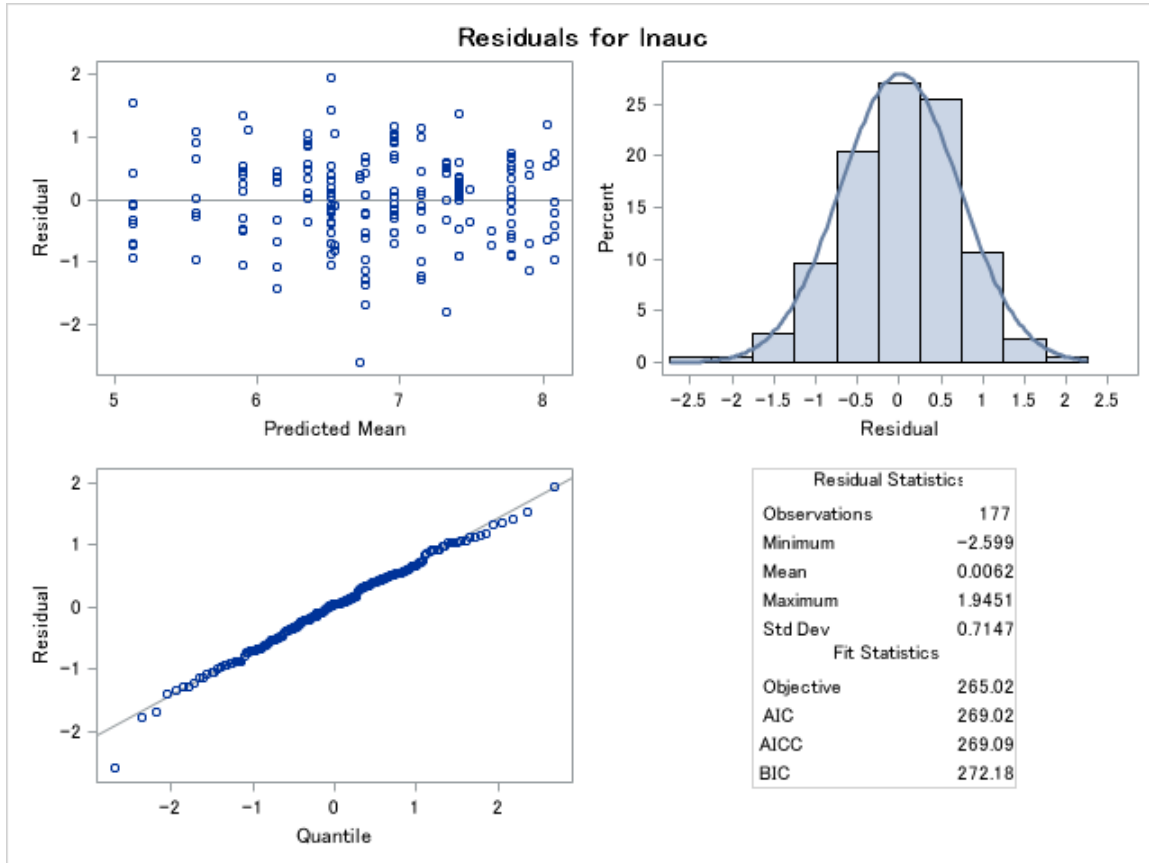 Residuals for lnauc
2
1
0
-1
-2
Residual
5 6 7 8
Predicted Mean
25
20
15
10
5
0
Percent
-2.5 -2 -1.5 -1 -0.5 0 0.5 1 1.5 2 2.5
Residual
2
1
0
-1
-2
Residual
-2 -1 0 1 2
Quantile
Residual Statistics
Observations 177
Minimum -2.599
Mean 0.0062
Maximum 1.9451
Std Dev 0.7147
Fit Statistics
Objective 265.02
AIC 269.02
AICC 269.09
BIC 272.18